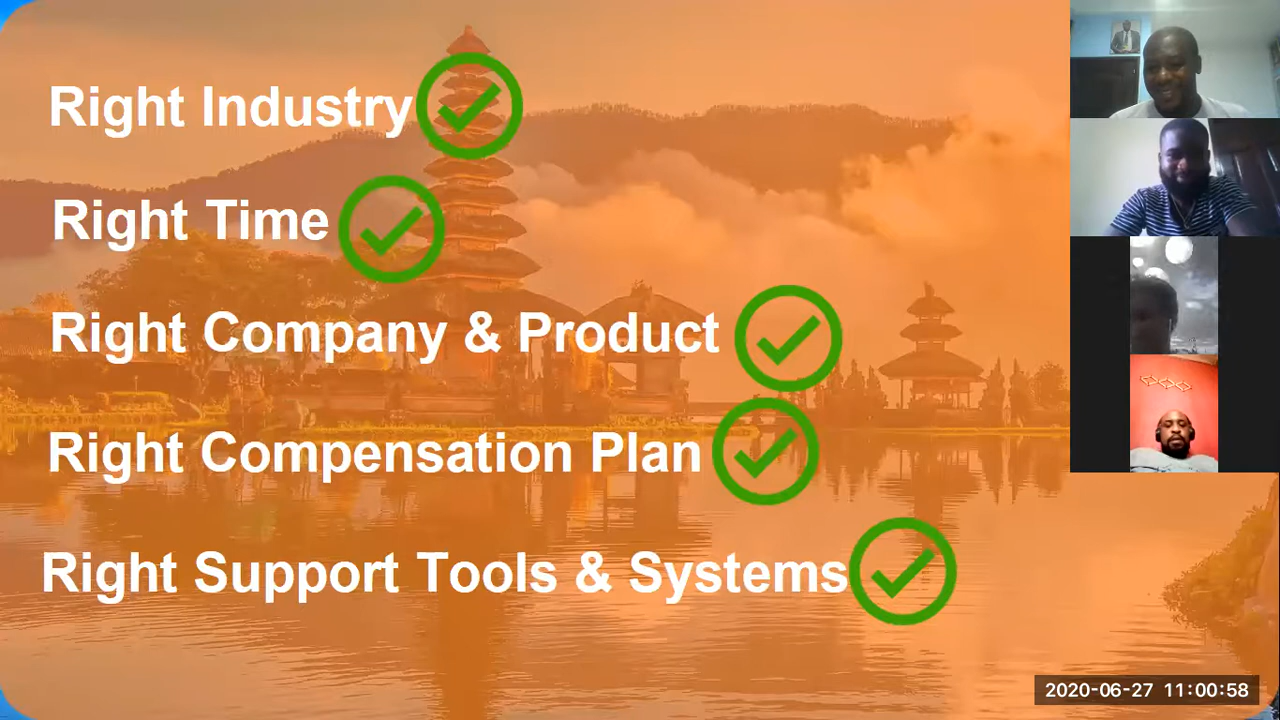 Right Industry
Right Time
Right Company & Product
Right Compensation Plan
Right Support Tools & Systems
2020-06-27 11:00:58